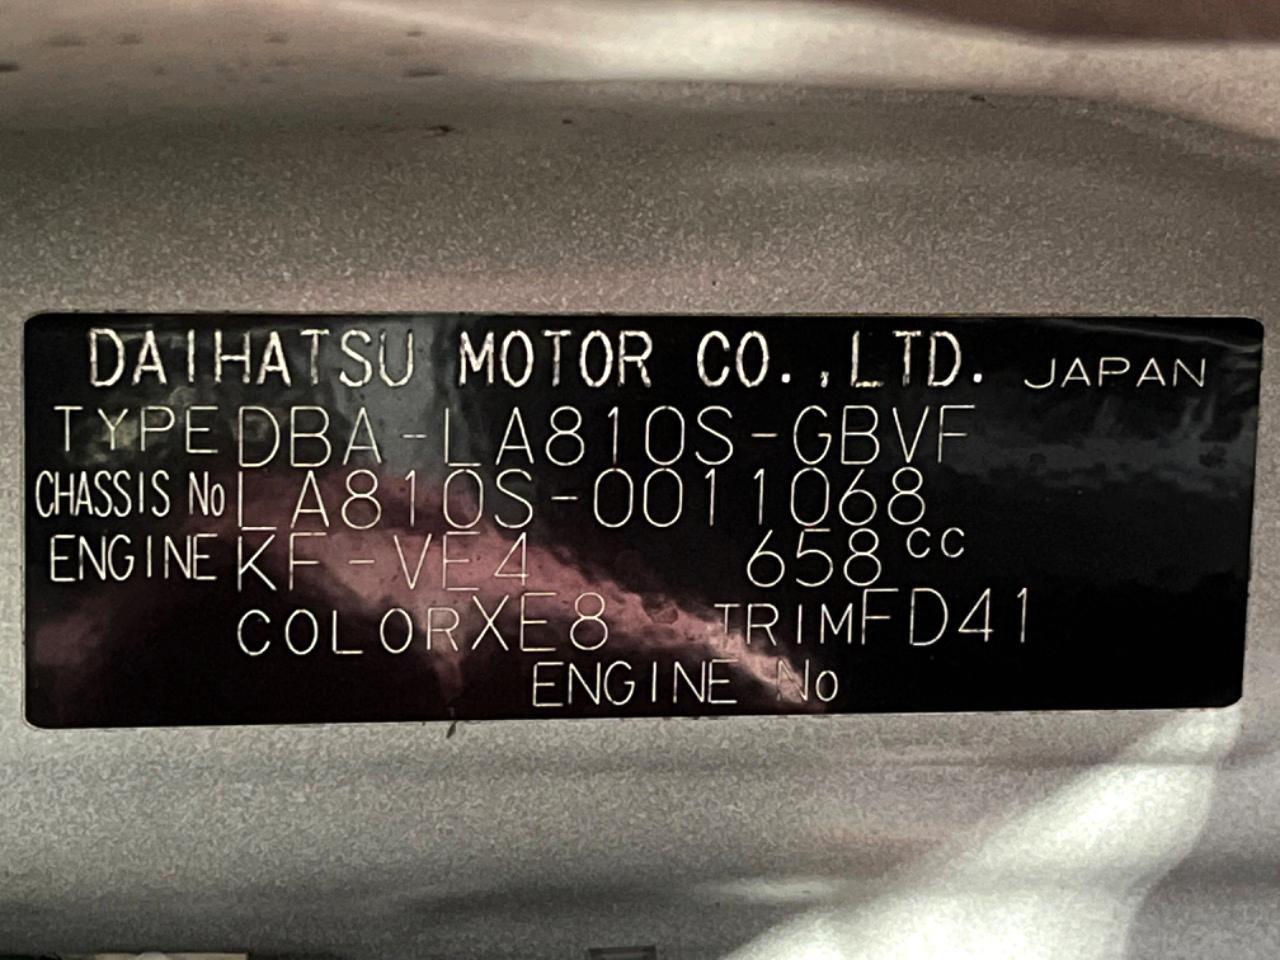 DAIHATSU MOTOR CO.,LTD. JAPAN
TYPE DBA-LA810S-GBVF
CHASSIS No LA810S-0011068
ENGINE KF-VE4 658cc
COLOR XE8 TRIM FD41
ENGINE No